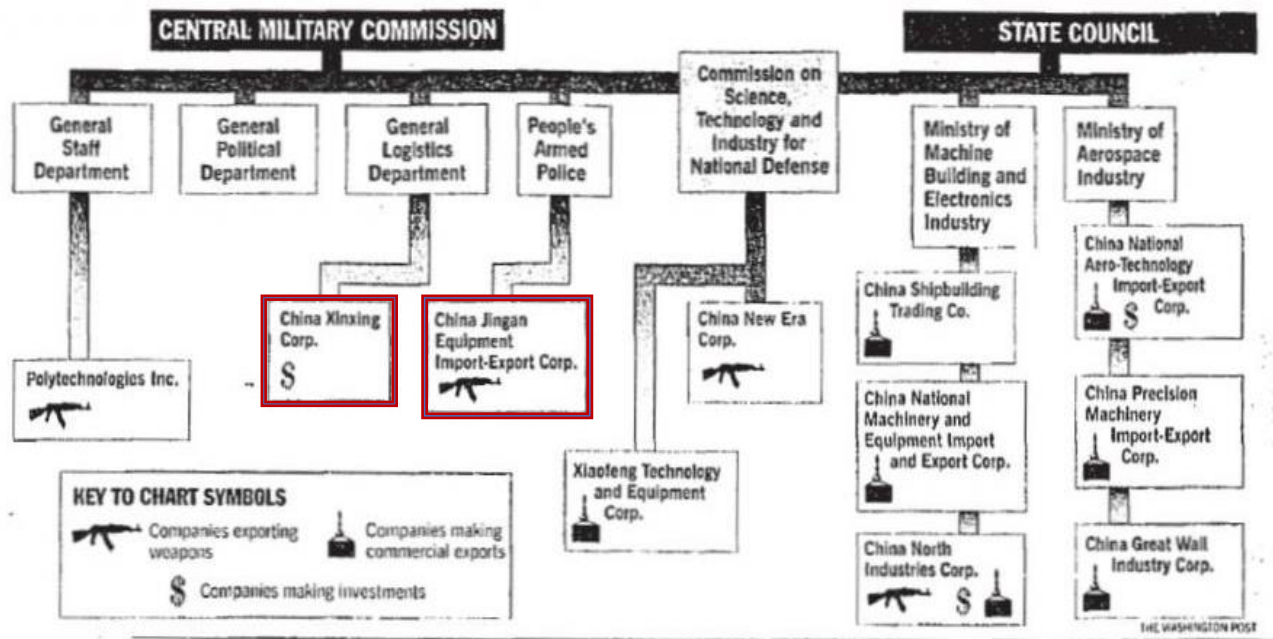 CENTRAL MILITARY COMMISSION
STATE COUNCIL
General
Staff
Department
General
Political
Department
General
Logistics
Department
People's
Armed
Police
Commission on
Science,
Technology and
Industry for
National Defense
Ministry of
Machine
Building and
Electronics
Industry
Ministry of
Aerospace
Industry
Polytechnologies Inc.
China Xinxing
Corp.
$
China Jingan
Equipment
Import-Export Corp.
China New Era
Corp.
Xiaofeng Technology
and Equipment
Corp.
China Shipbuilding
Trading Co.
China National
Machinery and
Equipment Import
and Export Corp.
China North
Industries Corp.
$
China National
Aero-Technology
Import-Export
Corp.
$
China Precision
Machinery
Import-Export
Corp.
China Great Wall
Industry Corp.
KEY TO CHART SYMBOLS
Companies exporting
weapons
Companies making
commercial exports
$ Companies making investments
THE WASHINGTON POST